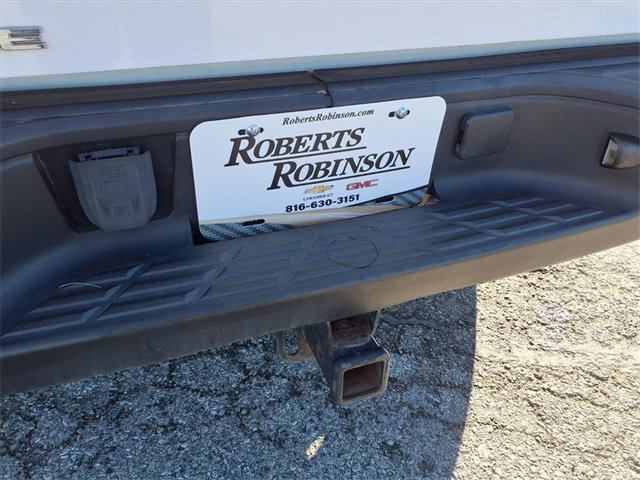 E
RobertsRobinson.com
ROBERTS
ROBINSON
CHEVROLET GMC
816-630-3151